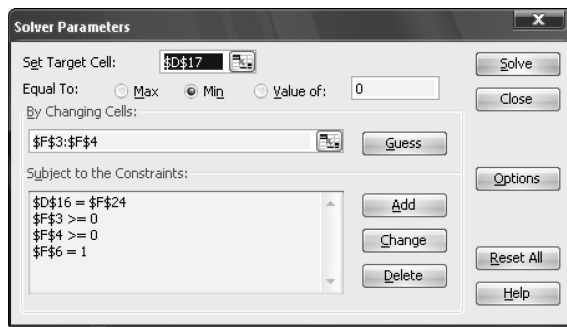 Solver Parameters
x
Set Target Cell: $D$17
Solve
Equal To: Max Min Value of: 0
Close
By Changing Cells:
$F$3:$F$4
Guess
Subject to the Constraints:
Options
$D$16 = $F$24
$F$3 >= 0
$F$4 >= 0
$F$6 = 1
Add
Change
Delete
Reset All
Help